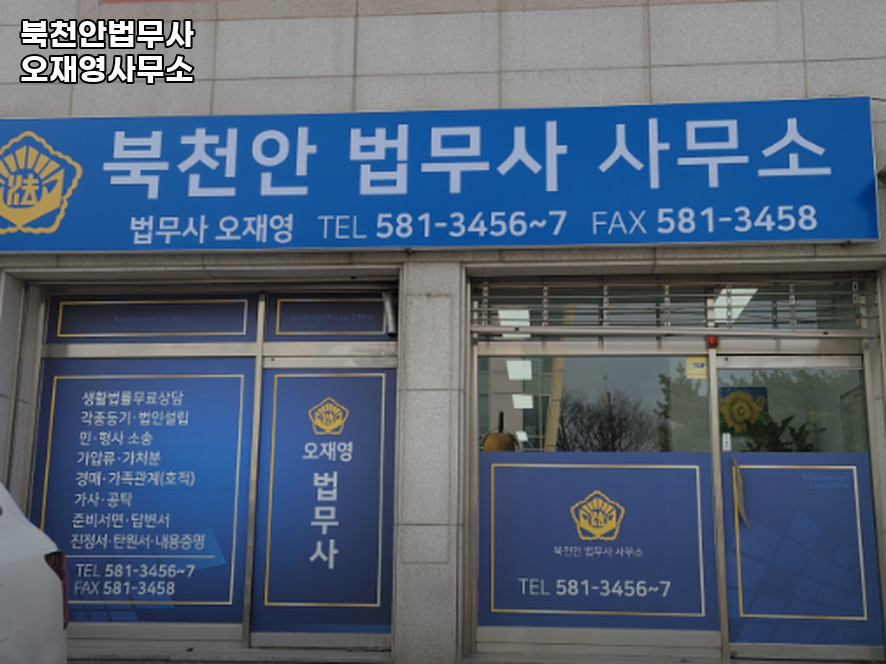 북천안법무사
오재영사무소
북천안 법무사 사무소
법무사 오재영 TEL 581-3456~7 FAX 581-3458
생활법률무료상담
각종등기·법인설립
민·형사 소송
가압류·가처분
경매·가족관계(호적)
가사·공탁
준비서면·답변서
진정서·탄원서·내용증명
TEL 581-3456~7
FAX 581-3458
法
오재영
법무사
TOP
法
북천안 법무사 사무소
TEL 581-3456~7